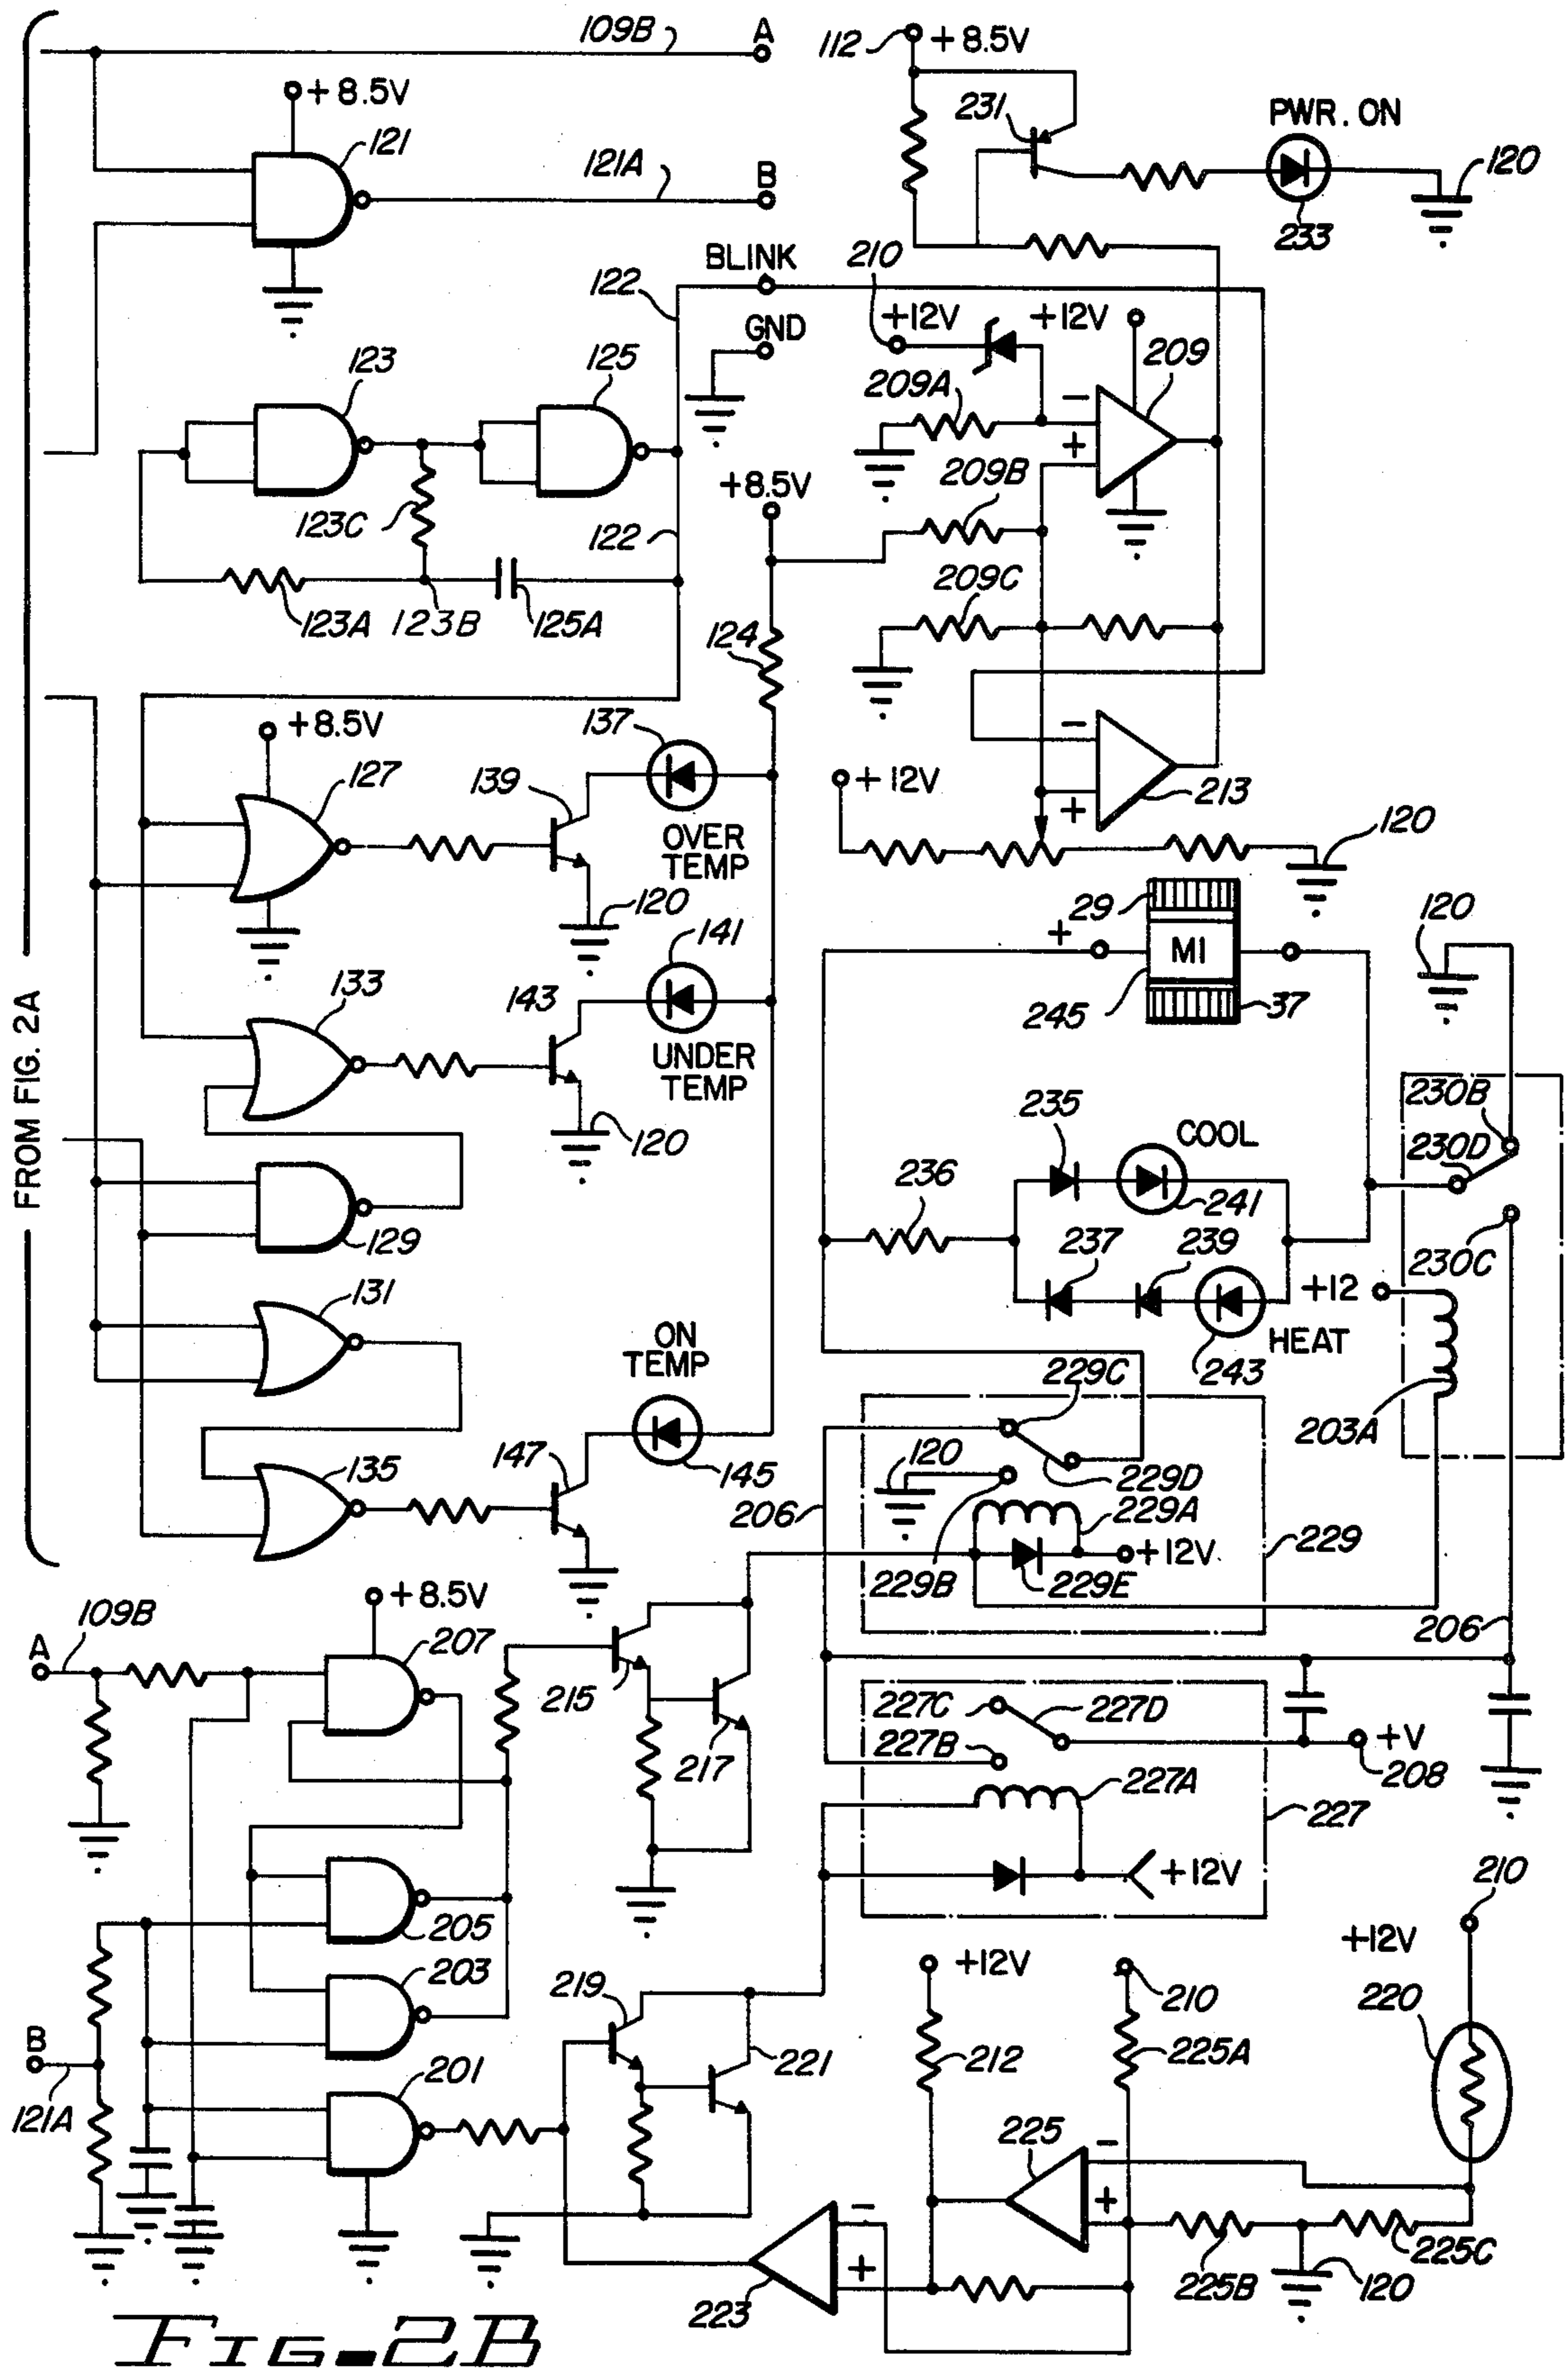 109B
A
112
+8.5V
+8.5V
231
PWR. ON
121
121A
B
120
233
BLINK
210
122
GND
+12V
+12V
209
123
125
209A
−
+
+8.5V
209B
123C
122
209C
123A
123B
125A
124
+8.5V
137
−
127
139
+12V
213
+
OVER
TEMP
120
29
120
120
141
+
M1
133
143
245
37
UNDER
TEMP
230B
235
COOL
230D
120
236
241
129
237
239
230C
+12
FROM FIG. 2A
131
ON
TEMP
HEAT
243
229C
203A
147
120
135
145
229D
206
229A
+12V
229
229B
229E
109B
+8.5V
A
207
206
215
227C
227D
+V
217
227B
208
227A
227
+12V
210
205
+12V
+12V
203
219
210
220
B
212
225A
221
201
121A
225
−
−
+
225C
+
225B
120
223
FIG. 2B